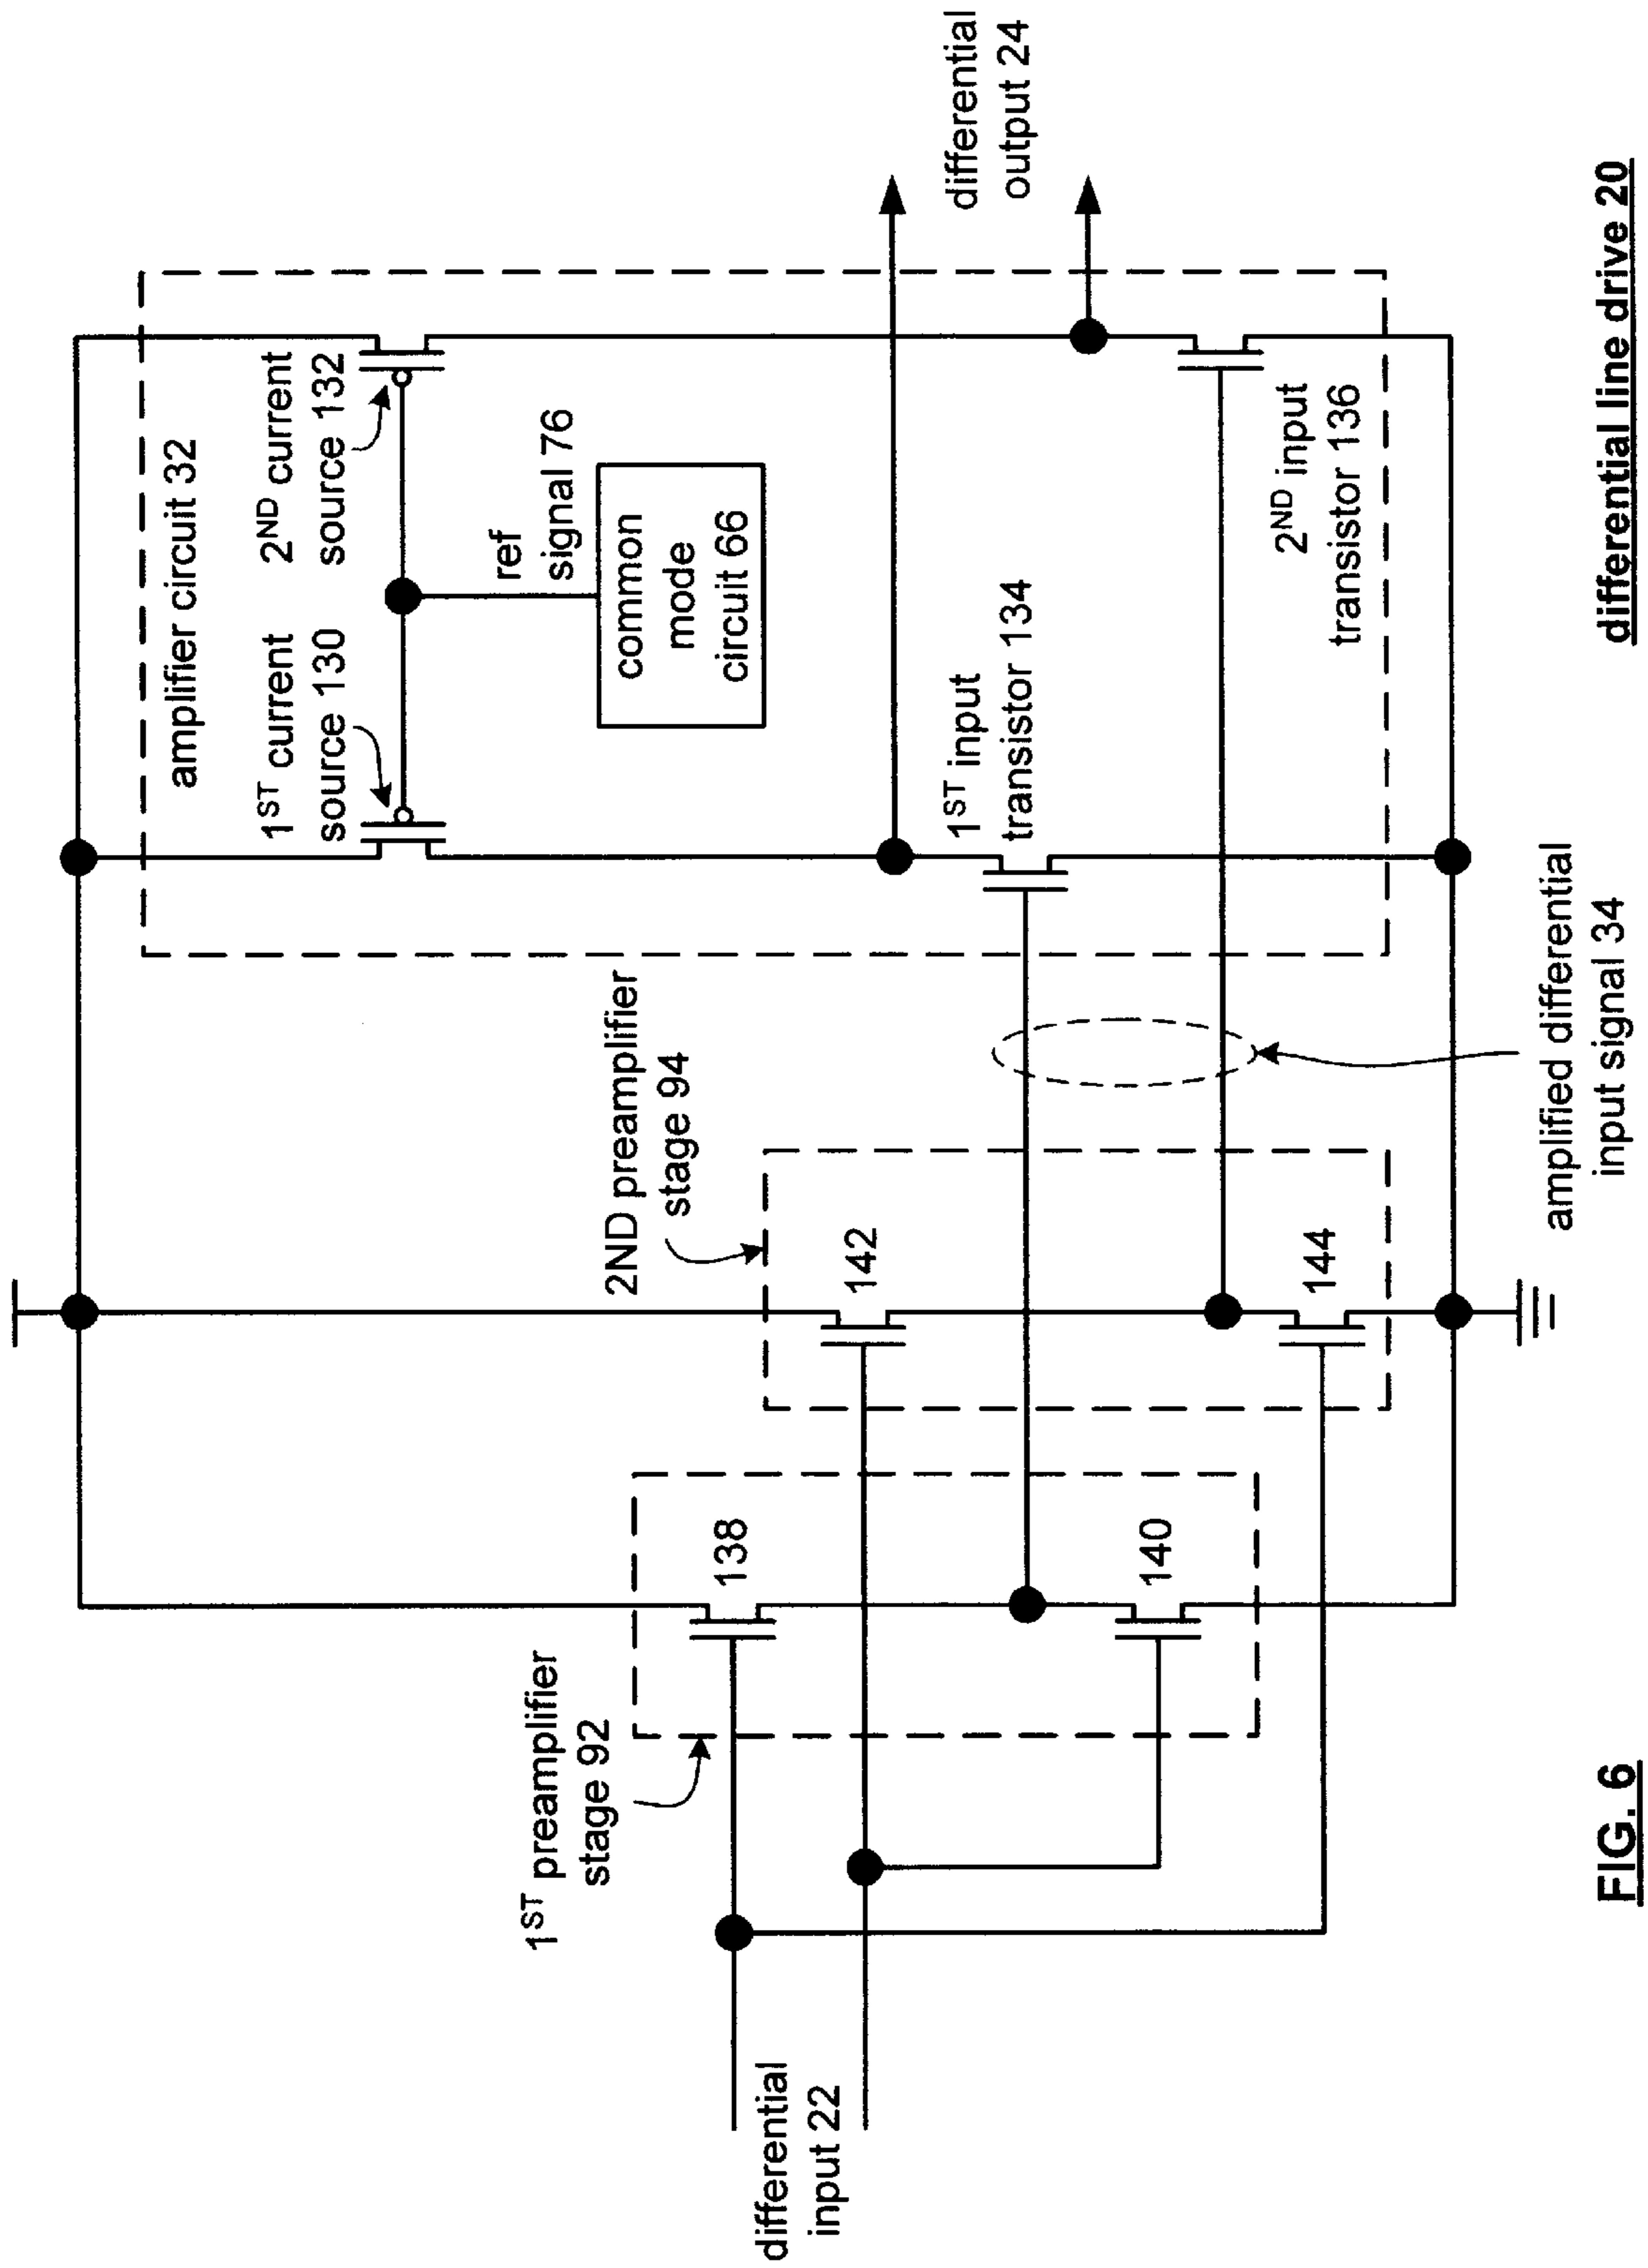 differential
input 22
1ST preamplifier
stage 92
138
140
2ND preamplifier
stage 94
142
144
amplified differential
input signal 34
amplifier circuit 32
1ST current
source 130
2ND current
source 132
ref
signal 76
common
mode
circuit 66
1ST input
transistor 134
2ND input
transistor 136
differential
output 24
FIG. 6
differential line drive 20